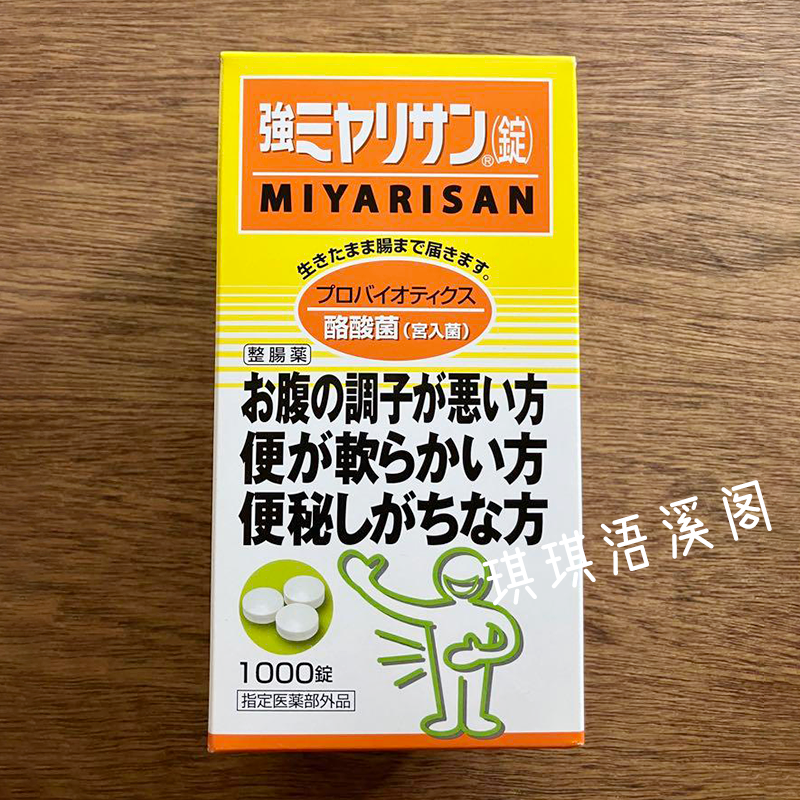 強ミヤリサン®(錠)
MIYARISAN
生きたまま腸まで届きます。
プロバイオティクス
酪酸菌(宮入菌)
整腸薬
お腹の調子が悪い方
便が軟らかい方
便秘しがちな方
琪琪浯溪阁
1000錠
指定医薬部外品